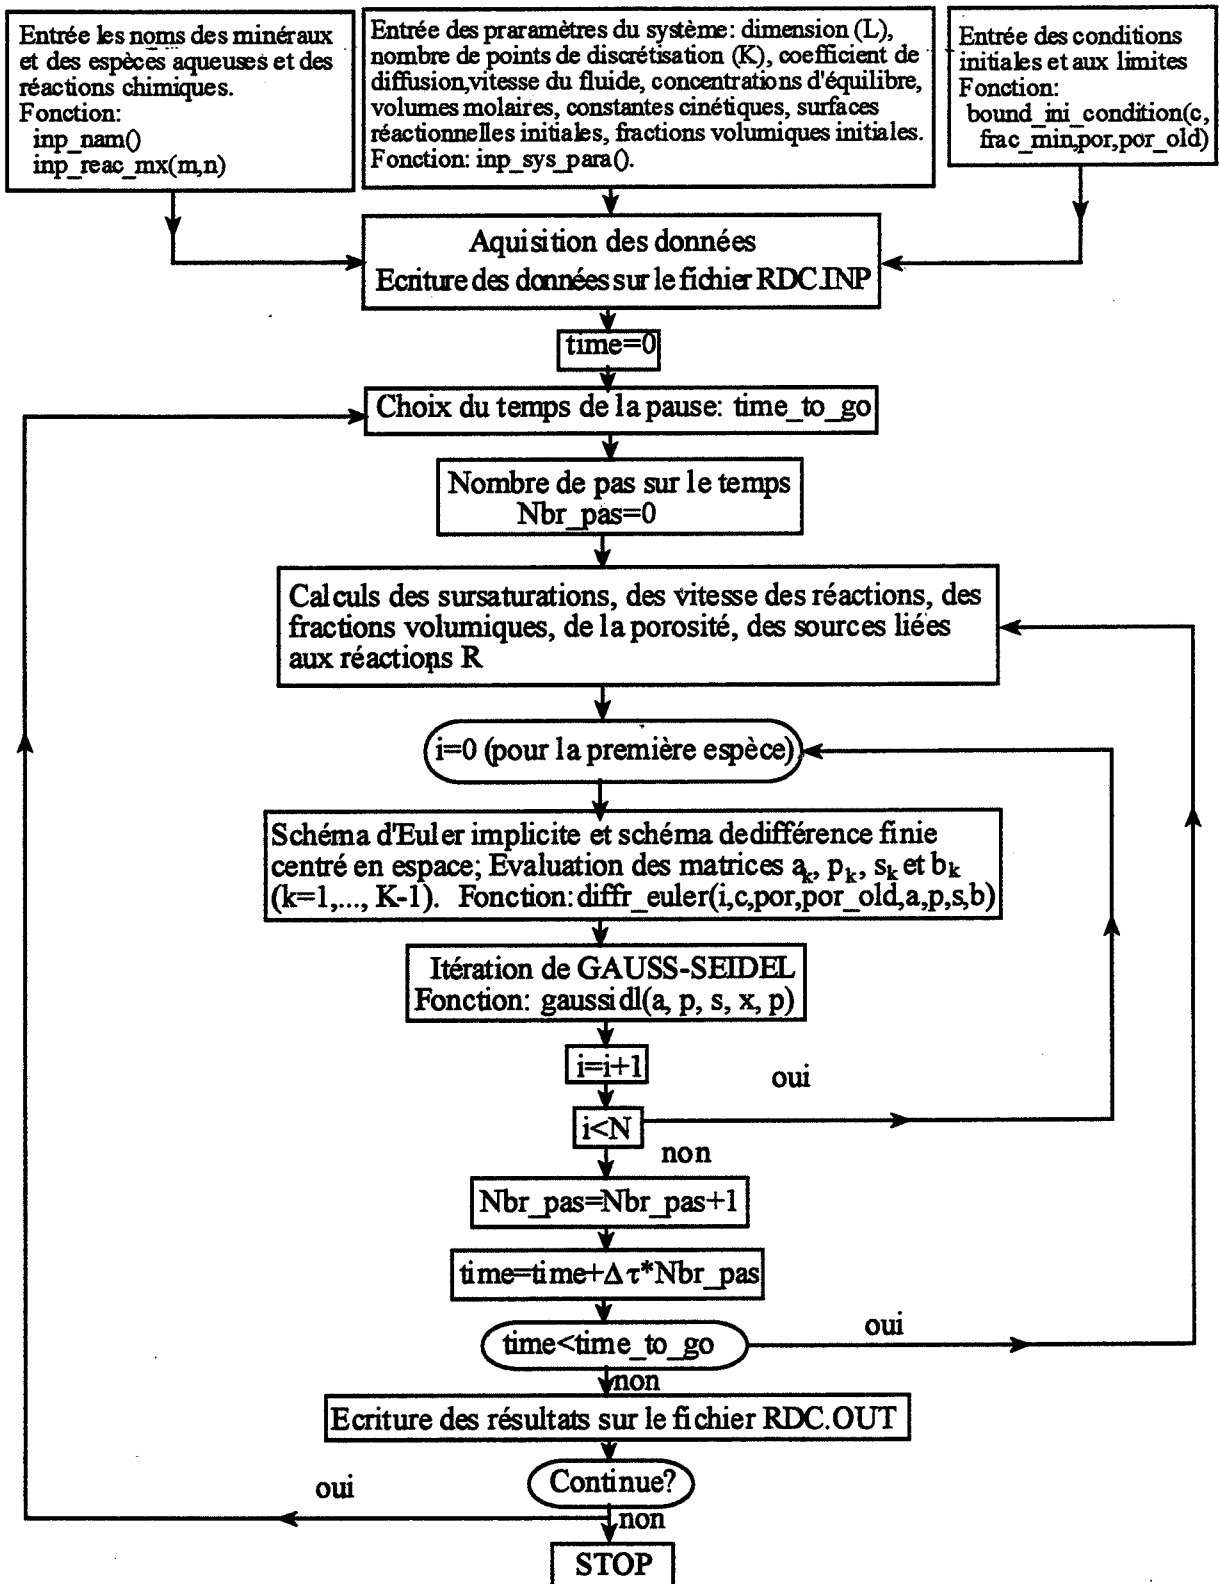 Entrée les noms des minéraux
et des espèces aqueuses et des
réactions chimiques.
Fonction:
inp_nam()
inp_reac_mx(m,n)
Entrée des praramètres du système: dimension (L),
nombre de points de discrétisation (K), coefficient de
diffusion,vitesse du fluide, concentrations d'équilibre,
volumes molaires, constantes cinétiques, surfaces
réactionnelles initiales, fractions volumiques initiales.
Fonction: inp_sys_para().
Entrée des conditions
initiales et aux limites
Fonction:
bound_ini_condition(c,
frac_min,por,por_old)
Aquisition des données
Ecriture des données sur le fichier RDC.INP
time=0
Choix du temps de la pause: time_to_go
Nombre de pas sur le temps
Nbr_pas=0
Calculs des sursaturations, des vitesse des réactions, des
fractions volumiques, de la porosité, des sources liées
aux réactions R
i=0 (pour la première espèce)
Schéma d'Euler implicite et schéma dedifférence finie
centré en espace; Evaluation des matrices aₖ, pₖ, sₖ et bₖ
(k=1,..., K-1). Fonction:diffr_euler(i,c,por,por_old,a,p,s,b)
Itération de GAUSS-SEIDEL
Fonction: gaussidl(a, p, s, x, p)
i=i+1
oui
i<N
non
Nbr_pas=Nbr_pas+1
time=time+Δτ*Nbr_pas
time<time_to_go
oui
non
Ecriture des résultats sur le fichier RDC.OUT
Continue?
oui
non
STOP